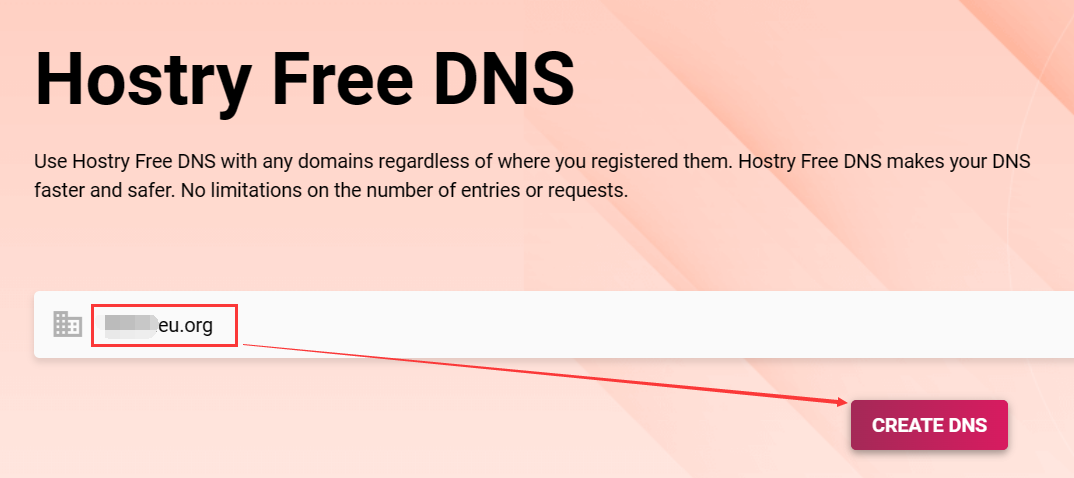 Hostry Free DNS
Use Hostry Free DNS with any domains regardless of where you registered them. Hostry Free DNS makes your DNS
faster and safer. No limitations on the number of entries or requests.
eu.org
CREATE DNS